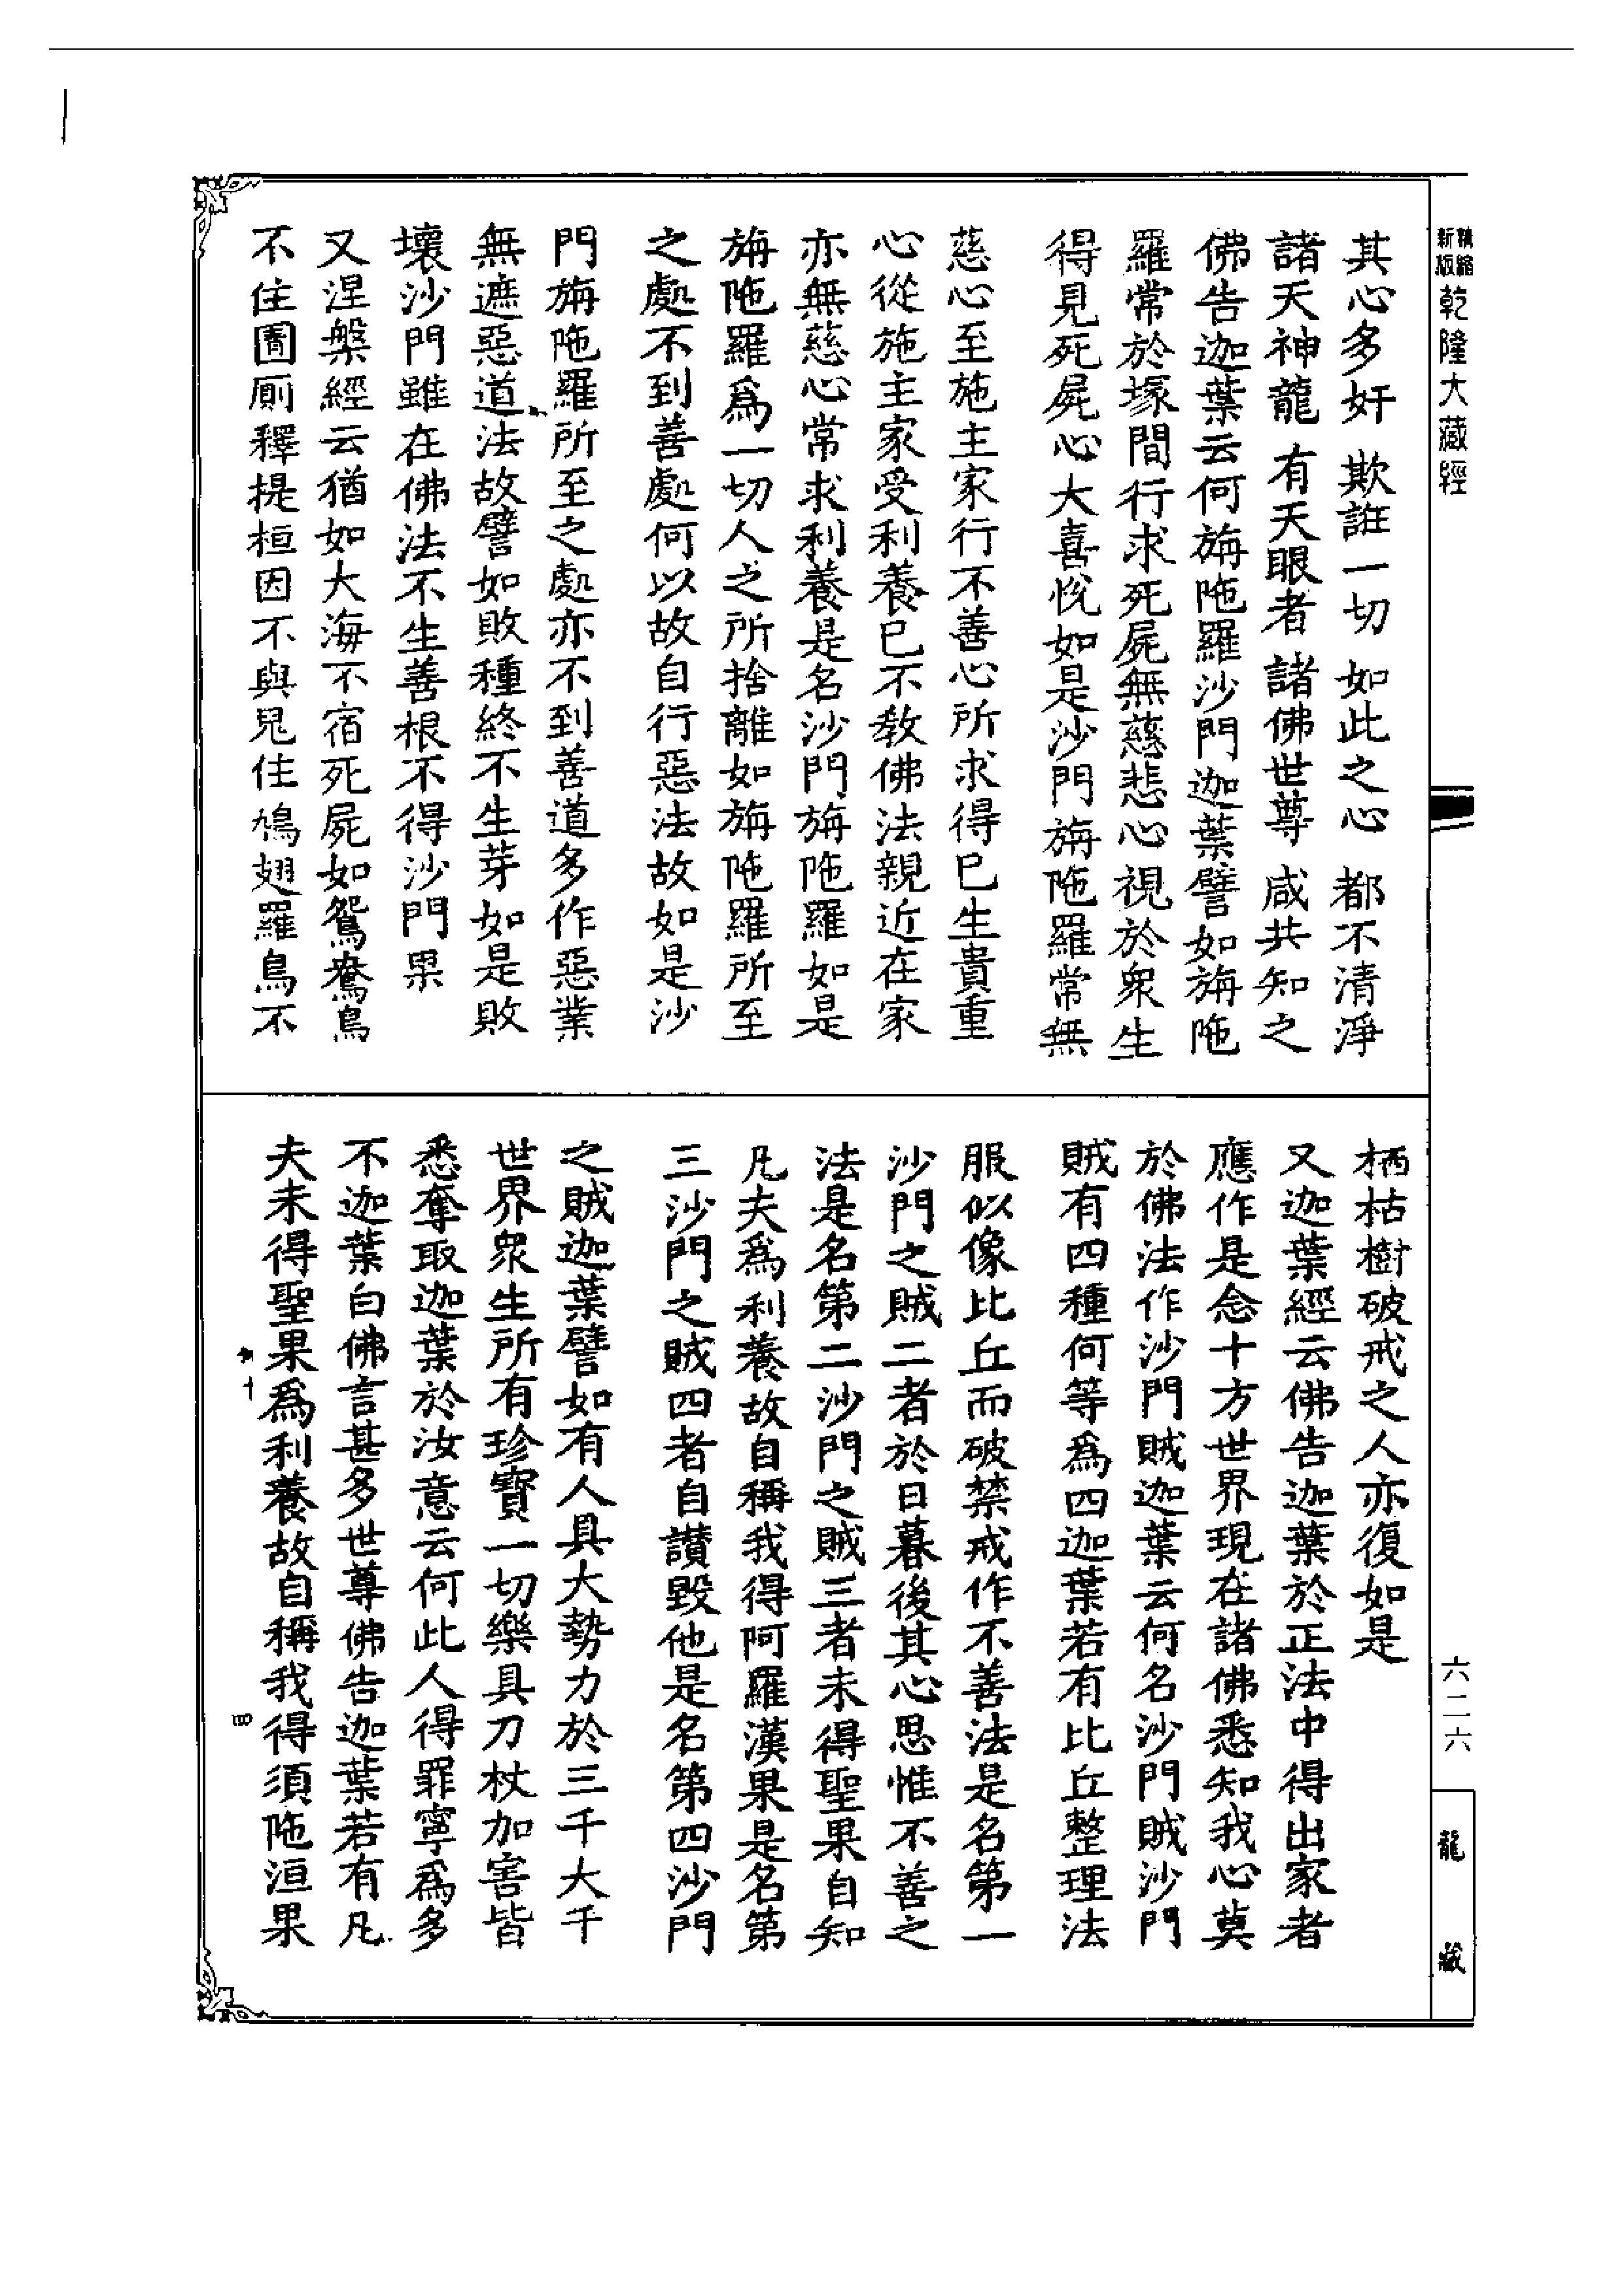 精縮新版乾隆大藏經
其心多奸　欺誑一切　如此之心　都不清淨
諸天神龍　有天眼者　諸佛世尊　咸共知之
佛告迦葉云何旃陁羅沙門迦葉譬如旃陁
羅常於塚間行求死屍無慈悲心視於衆生
得見死屍心大喜悅如是沙門旃陁羅常無
慈心至施主家行不善心所求得已生貴重
心從施主家受利養已不教佛法親近在家
亦無慈心常求利養是名沙門旃陁羅如是
旃陁羅爲一切人之所捨離如旃陁羅所至
之處不到善處何以故自行惡法故如是沙
門旃陁羅所至之處亦不到善道多作惡業
無遮惡道法故譬如敗種終不生芽如是敗
壞沙門雖在佛法不生善根不得沙門果
又涅槃經云猶如大海不宿死屍如鴛鴦鳥
不住圊廁釋提桓因不與鬼住鳩翅羅鳥不
栖枯樹破戒之人亦復如是
又迦葉經云佛告迦葉於正法中得出家者
應作是念十方世界現在諸佛悉知我心莫
於佛法作沙門賊迦葉云何名沙門賊沙門
賊有四種何等爲四迦葉若有比丘整理法
服似像比丘而破禁戒作不善法是名第一
沙門之賊二者於日暮後其心思惟不善之
法是名第二沙門之賊三者未得聖果自知
凡夫爲利養故自稱我得阿羅漢果是名第
三沙門之賊四者自讃毀他是名第四沙門
之賊迦葉譬如有人具大勢力於三千大千
世界衆生所有珍寶一切樂具刀杖加害皆
悉奪取迦葉於汝意云何此人得罪寧爲多
不迦葉白佛言甚多世尊佛告迦葉若有凡
夫未得聖果爲利養故自稱我得須陁洹果
十
四
六二六
龍藏